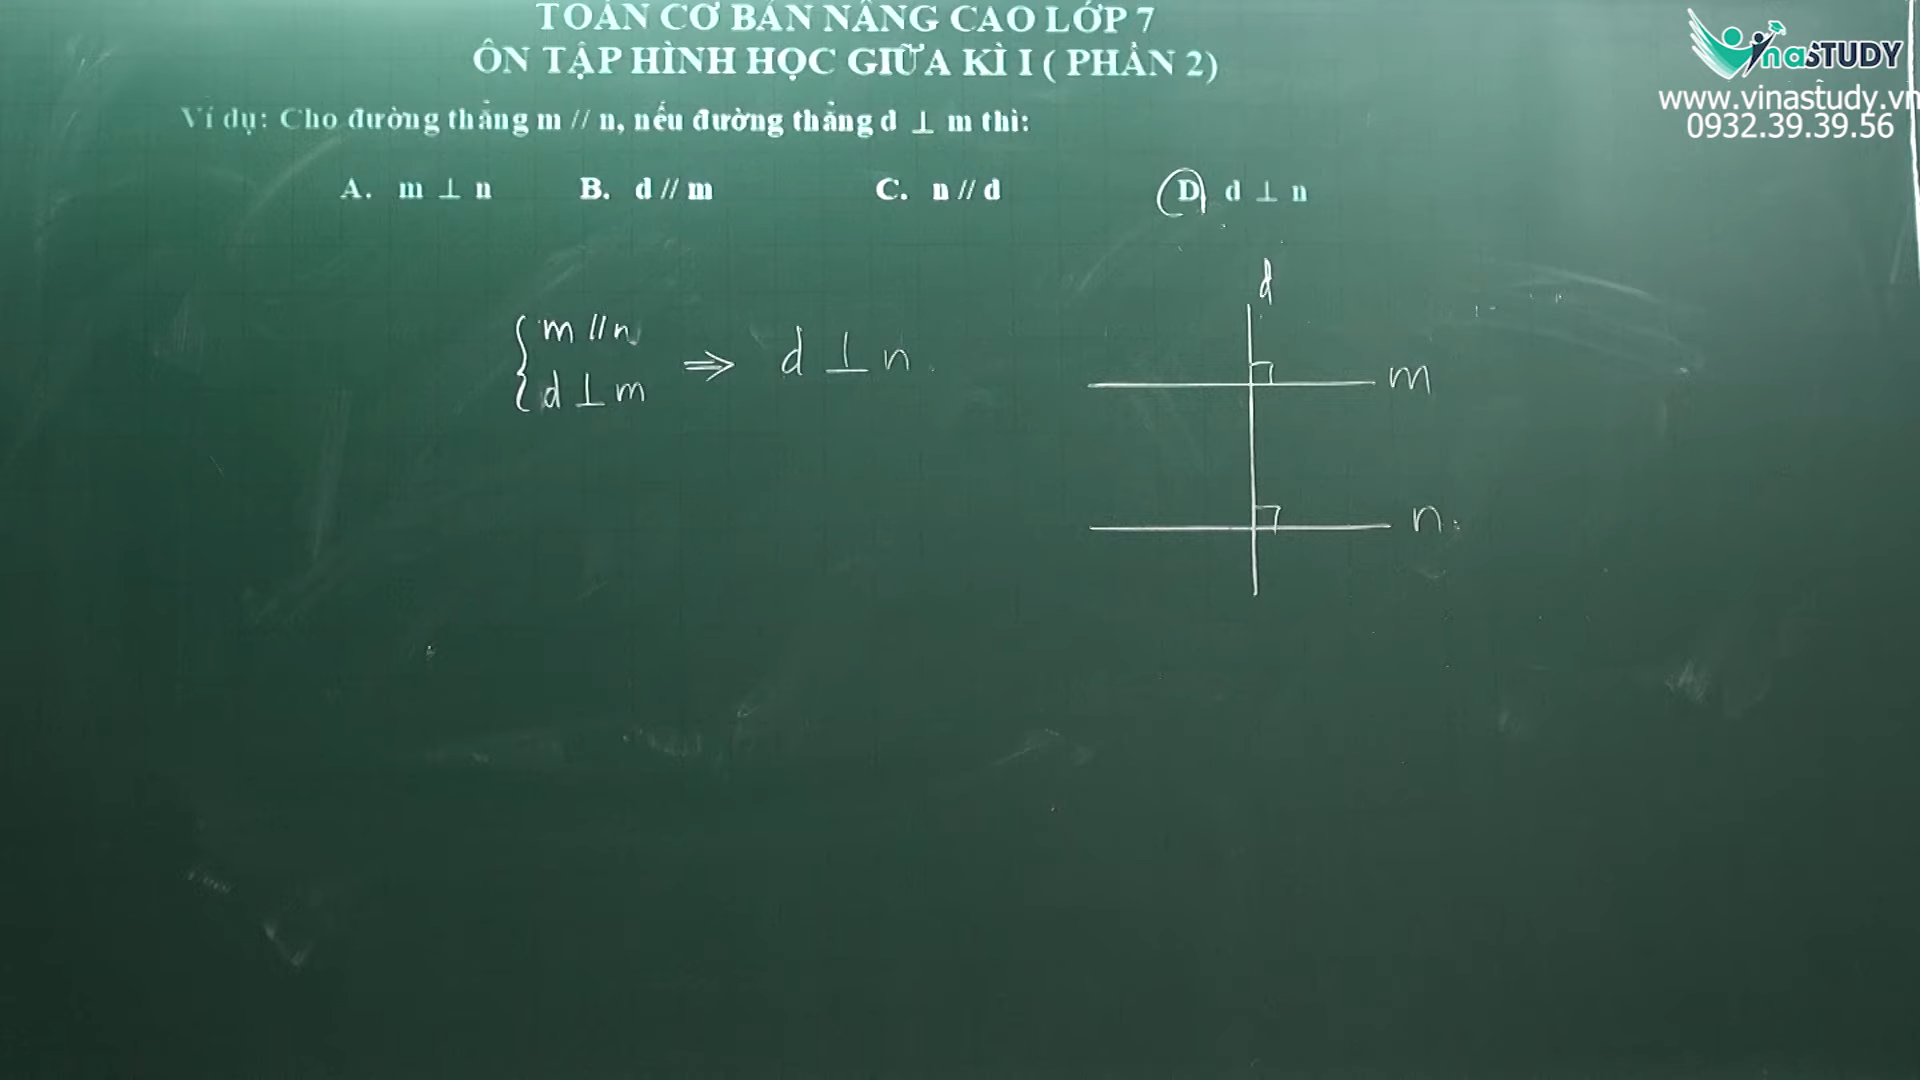 TOÁN CƠ BẢN NÂNG CAO LỚP 7
ÔN TẬP HÌNH HỌC GIỮA KÌ I ( PHẦN 2)
VinaSTUDY
www.vinastudy.vn
0932.39.39.56
Ví dụ: Cho đường thẳng m // n, nếu đường thẳng d ⊥ m thì:
A. m ⊥ n B. d // m C. n // d D. d ⊥ n
{ m // n
{ d ⊥ m
⇒ d ⊥ n.
d
m
n.